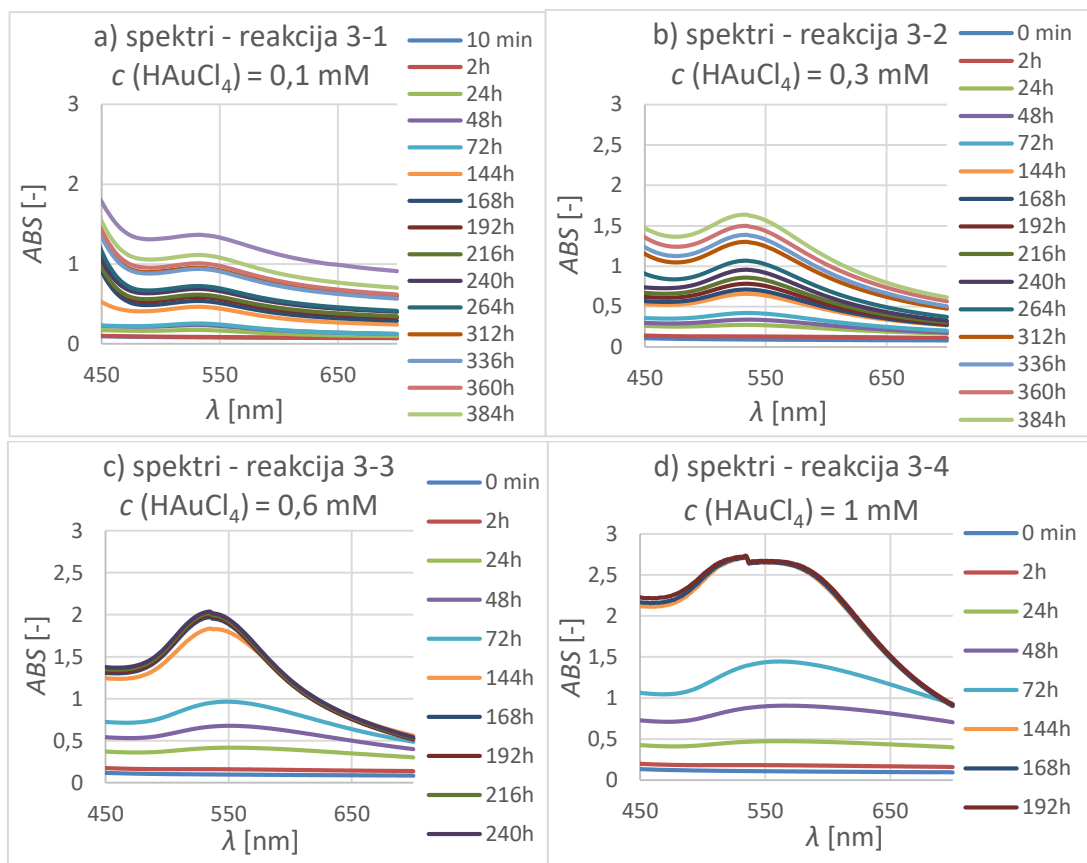 a) spektri - reakcija 3-1
c (HAuCl4) = 0,1 mM
3
2
1
0
ABS [-]
450
550
650
λ [nm]
10 min
2h
24h
48h
72h
144h
168h
192h
216h
240h
264h
312h
336h
360h
384h
b) spektri - reakcija 3-2
c (HAuCl4) = 0,3 mM
3
2,5
2
1,5
1
0,5
0
ABS [-]
450
550
650
λ [nm]
0 min
2h
24h
48h
72h
144h
168h
192h
216h
240h
264h
312h
336h
360h
384h
c) spektri - reakcija 3-3
c (HAuCl4) = 0,6 mM
3
2,5
2
1,5
1
0,5
0
ABS [-]
450
550
650
λ [nm]
0 min
2h
24h
48h
72h
144h
168h
192h
216h
240h
d) spektri - reakcija 3-4
c (HAuCl4) = 1 mM
3
2,5
2
1,5
1
0,5
0
ABS [-]
450
550
650
λ [nm]
0 min
2h
24h
48h
72h
144h
168h
192h